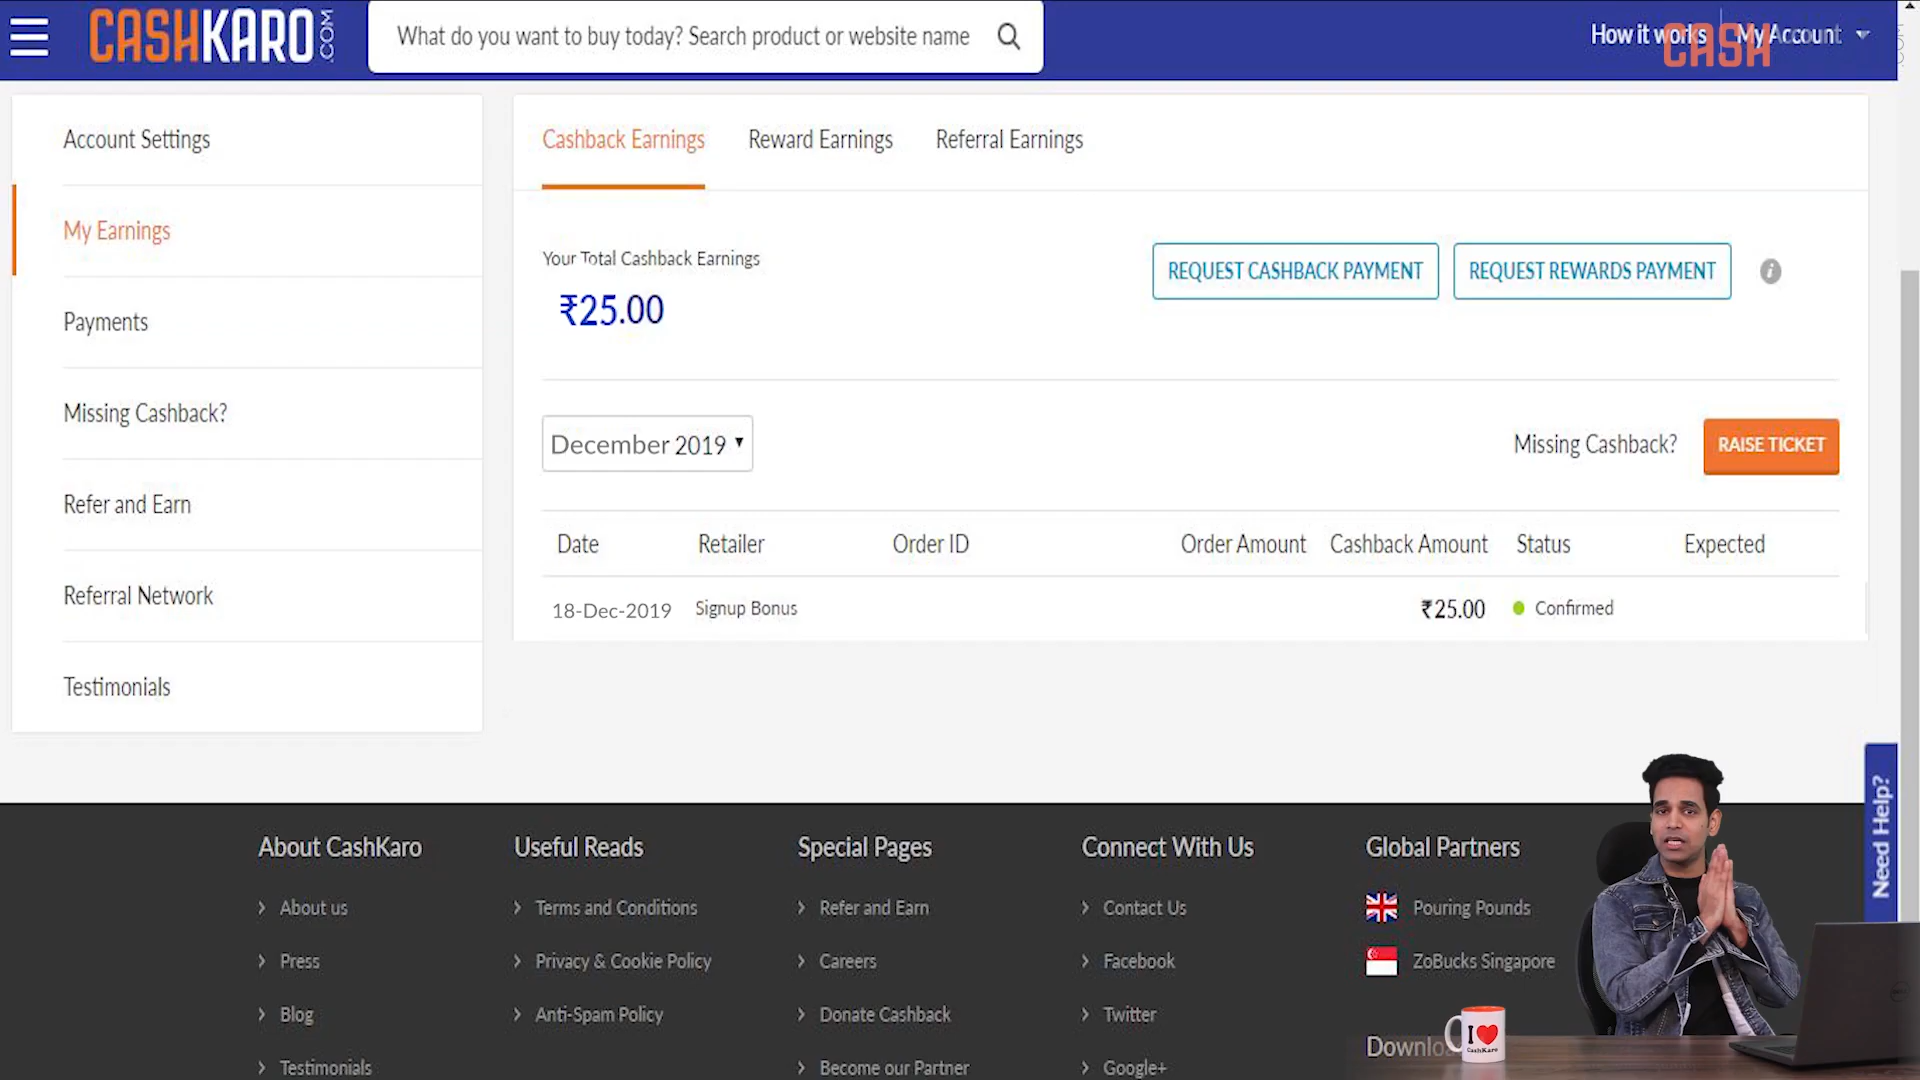 CASHKARO.COM
What do you want to buy today? Search product or website name
How it works
My Account
CASH
Account Settings
My Earnings
Payments
Missing Cashback?
Refer and Earn
Referral Network
Testimonials
Cashback Earnings Reward Earnings Referral Earnings
Your Total Cashback Earnings
₹25.00
REQUEST CASHBACK PAYMENT
REQUEST REWARDS PAYMENT
December 2019
Missing Cashback?
RAISE TICKET
Date Retailer Order ID Order Amount Cashback Amount Status Expected
18-Dec-2019 Signup Bonus ₹25.00 Confirmed
Need Help?
About CashKaro
About us
Press
Blog
Testimonials
Useful Reads
Terms and Conditions
Privacy & Cookie Policy
Anti-Spam Policy
Special Pages
Refer and Earn
Careers
Donate Cashback
Become our Partner
Connect With Us
Contact Us
Facebook
Twitter
Google+
Global Partners
Pouring Pounds
ZoBucks Singapore
I
CashKaro